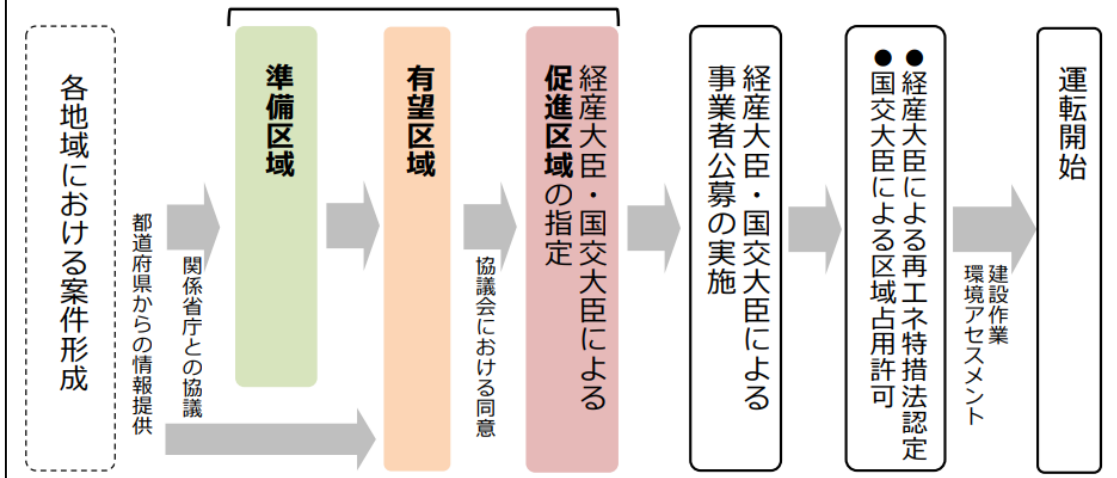 各地域における案件形成
都道府県からの情報提供
関係省庁との協議
準備区域
有望区域
協議会における同意
経産大臣・国交大臣による
促進区域の指定
経産大臣・国交大臣による
事業者公募の実施
●経産大臣による再エネ特措法認定
●国交大臣による区域占用許可
建設作業
環境アセスメント
運転開始